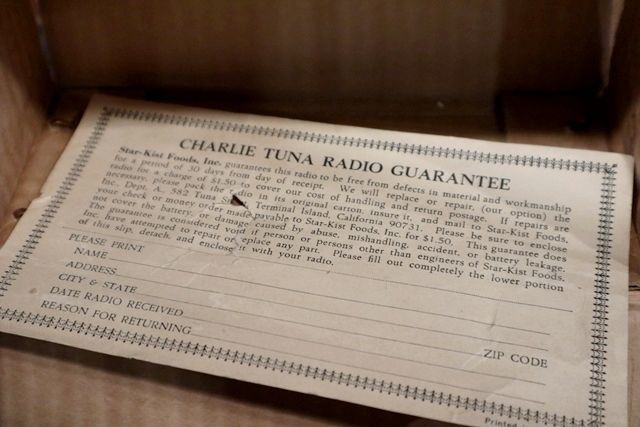 CHARLIE TUNA RADIO GUARANTEE
Star-Kist Foods, Inc. guarantees this radio to be free from defects in material and workmanship
for a period of 30 days from day of receipt. We will replace or repair, (our option) the
radio for a charge of $1.50 to cover our cost of handling and return postage. If repairs are
necessary, please pack the radio in its original carton, insure it, and mail to Star-Kist Foods,
Inc. Dept. A, 582 Tuna Terminal Island, California 90731. Please be sure to enclose
your check or money order made payable to Star-Kist Foods, Inc. for $1.50. This guarantee does
not cover the battery, or damage caused by abuse, mishandling, accident, or battery leakage.
The guarantee is considered void if person or persons other than engineers of Star-Kist Foods,
Inc. have attempted to repair or replace any part. Please fill out completely the lower portion
of this slip, detach, and enclose it with your radio.
PLEASE PRINT
NAME
ADDRESS
CITY & STATE
ZIP CODE
DATE RADIO RECEIVED
REASON FOR RETURNING
Printed